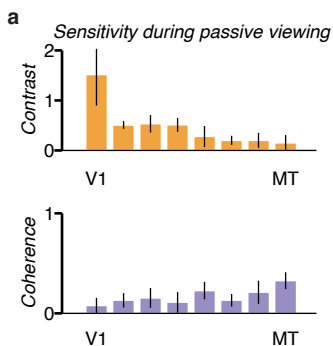 a
Sensitivity during passive viewing
2
1
0
Contrast
V1 MT
1
0
Coherence
V1 MT